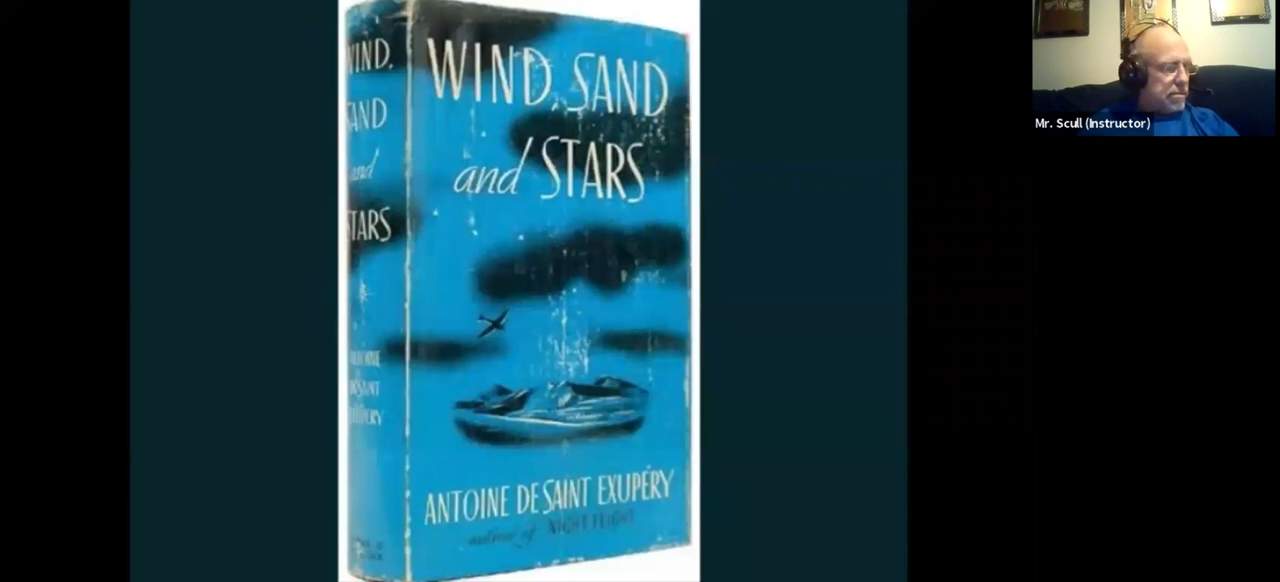 WIND, SAND
and STARS
ANTOINE DE SAINT EXUPÉRY
author of NIGHT FLIGHT
WIND,
SAND
and
STARS
SAINT
Mr. Scull (Instructor)